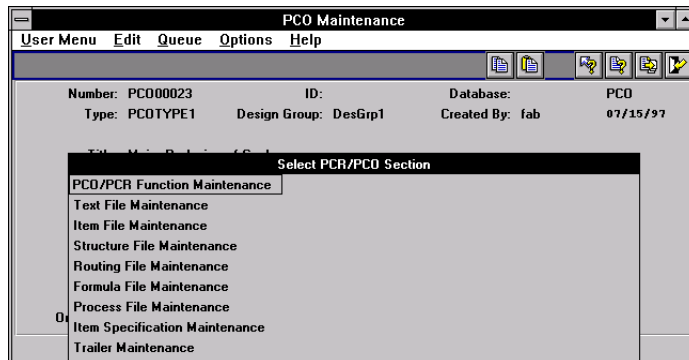 PCO Maintenance
User Menu Edit Queue Options Help
Number: PCO00023 ID: Database: PCO
Type: PCOTYPE1 Design Group: DesGrp1 Created By: fab 07/15/97
Select PCR/PCO Section
PCO/PCR Function Maintenance
Text File Maintenance
Item File Maintenance
Structure File Maintenance
Routing File Maintenance
Formula File Maintenance
Process File Maintenance
Item Specification Maintenance
Trailer Maintenance